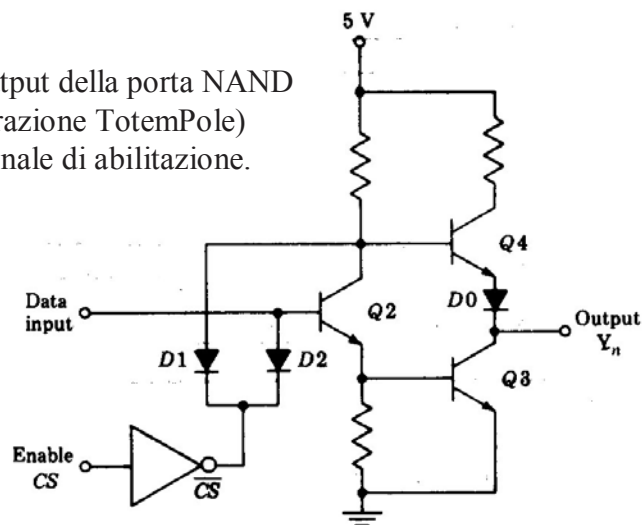 5 V
tput della porta NAND
razione TotemPole)
nale di abilitazione.
Q4
Data
input
Q2
D0
Output
Yn
D1
D2
Q3
Enable
CS
CS